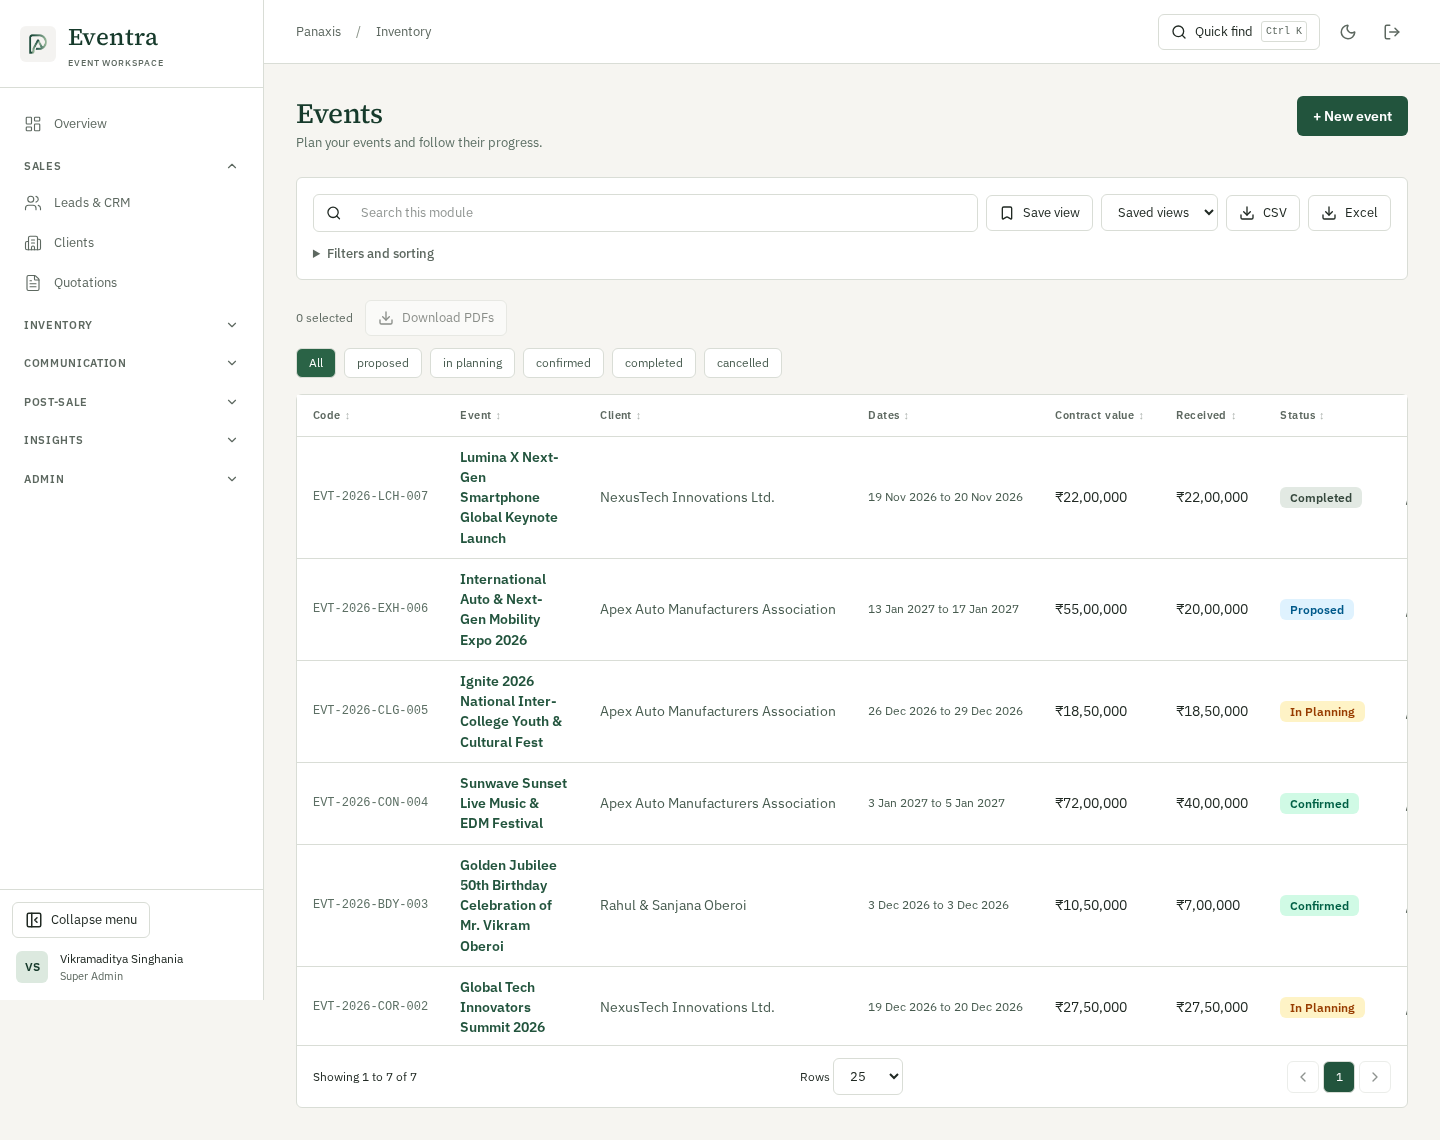 Eventra
EVENT WORKSPACE
Overview
SALES
Leads & CRM
Clients
Quotations
INVENTORY
COMMUNICATION
POST-SALE
INSIGHTS
ADMIN
Collapse menu
VS
Vikramaditya Singhania
Super Admin
Panaxis / Inventory
Quick find Ctrl K
Events
Plan your events and follow their progress.
+ New event
Search this module
Save view
Saved views
CSV
Excel
Filters and sorting
0 selected
Download PDFs
All
proposed
in planning
confirmed
completed
cancelled
Code Event Client Dates Contract value Received Status
EVT-2026-LCH-007
Lumina X Next-
Gen
Smartphone
Global Keynote
Launch
NexusTech Innovations Ltd.
19 Nov 2026 to 20 Nov 2026
₹22,00,000
₹22,00,000
Completed
EVT-2026-EXH-006
International
Auto & Next-
Gen Mobility
Expo 2026
Apex Auto Manufacturers Association
13 Jan 2027 to 17 Jan 2027
₹55,00,000
₹20,00,000
Proposed
EVT-2026-CLG-005
Ignite 2026
National Inter-
College Youth &
Cultural Fest
Apex Auto Manufacturers Association
26 Dec 2026 to 29 Dec 2026
₹18,50,000
₹18,50,000
In Planning
EVT-2026-CON-004
Sunwave Sunset
Live Music &
EDM Festival
Apex Auto Manufacturers Association
3 Jan 2027 to 5 Jan 2027
₹72,00,000
₹40,00,000
Confirmed
EVT-2026-BDY-003
Golden Jubilee
50th Birthday
Celebration of
Mr. Vikram
Oberoi
Rahul & Sanjana Oberoi
3 Dec 2026 to 3 Dec 2026
₹10,50,000
₹7,00,000
Confirmed
EVT-2026-COR-002
Global Tech
Innovators
Summit 2026
NexusTech Innovations Ltd.
19 Dec 2026 to 20 Dec 2026
₹27,50,000
₹27,50,000
In Planning
Showing 1 to 7 of 7
Rows 25
1